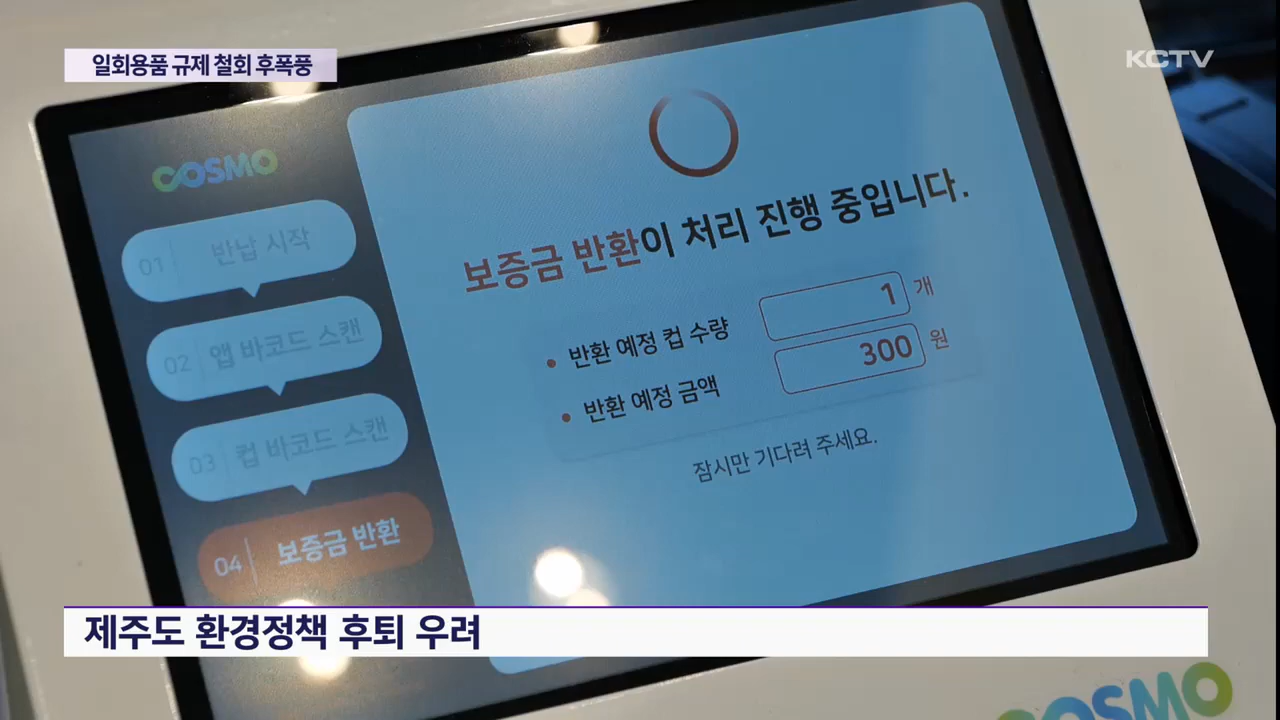 일회용품 규제 철회 후폭풍
KCTV
COSMO
01 반납 시작
02 앱 바코드 스캔
03 컵 바코드 스캔
04 보증금 반환
보증금 반환이 처리 진행 중입니다.
• 반환 예정 컵 수량 1 개
• 반환 예정 금액 300 원
잠시만 기다려 주세요.
제주도 환경정책 후퇴 우려
COSMO